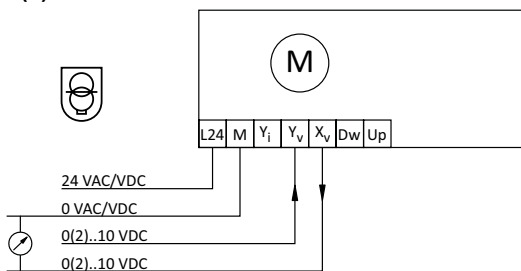 M
L24 M Yi Yv Xv Dw Up
24 VAC/VDC
0 VAC/VDC
0(2)..10 VDC
0(2)..10 VDC